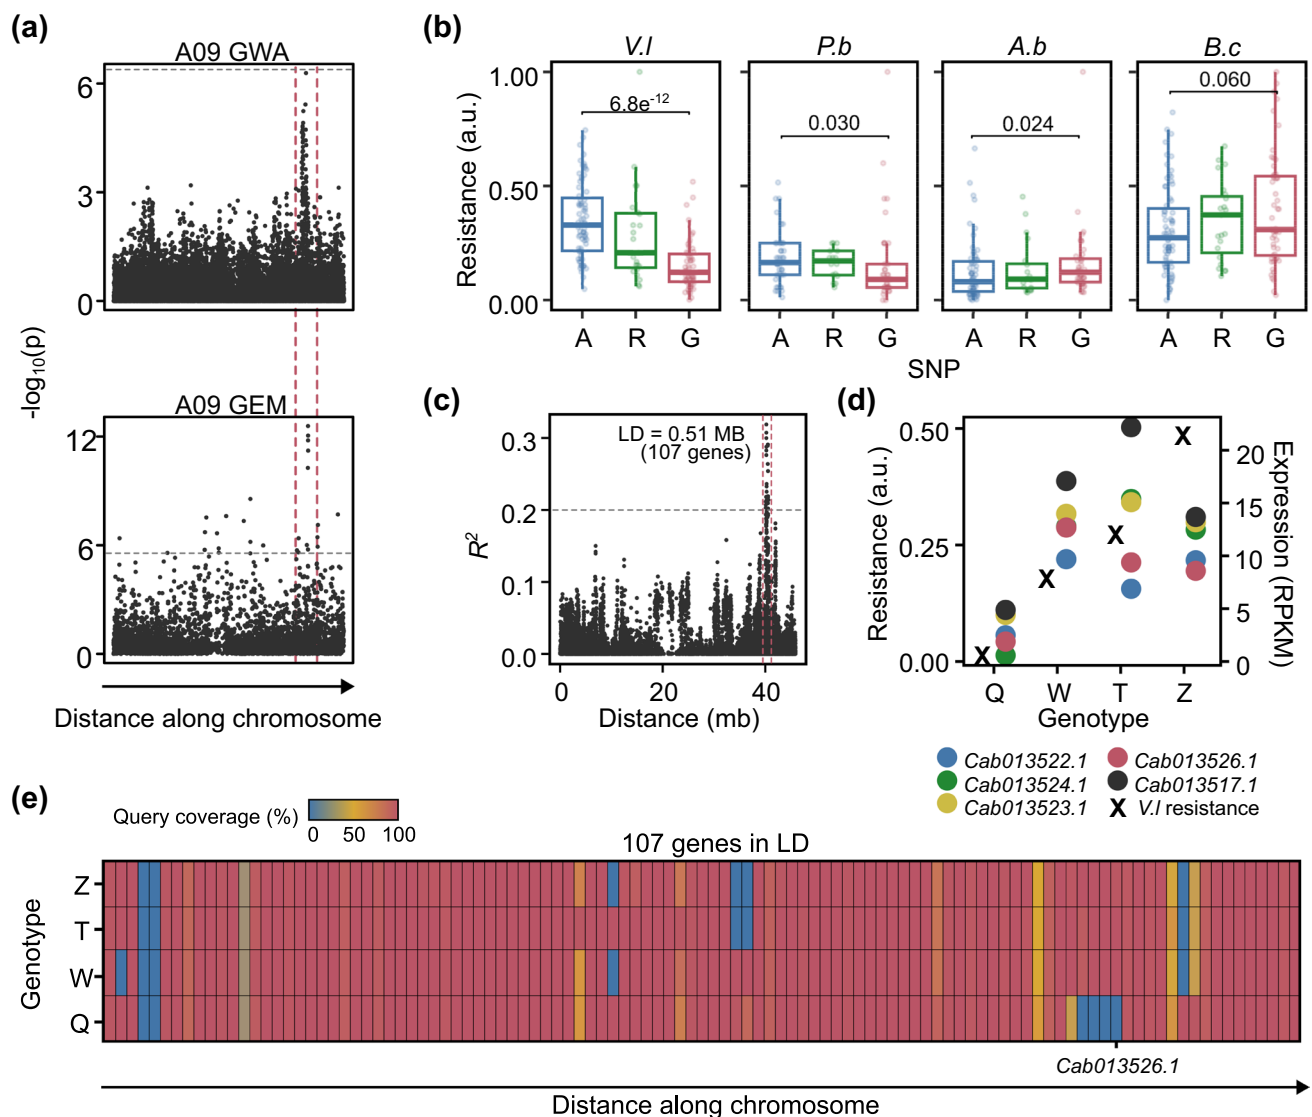 (a)
A09 GWA
6
3
0
-log10(p)
A09 GEM
12
6
0
Distance along chromosome
(b)
V.l
P.b
A.b
B.c
Resistance (a.u.)
1.00
0.50
0.00
6.8e-12
0.030
0.024
0.060
A R G
A R G
A R G
A R G
SNP
(c)
R2
0.3
0.2
0.1
0.0
LD = 0.51 MB
(107 genes)
0 20 40
Distance (mb)
(d)
Resistance (a.u.)
0.50
0.25
0.00
Expression (RPKM)
20
15
10
5
0
X X X X
Q W T Z
Genotype
Cab013522.1
Cab013524.1
Cab013523.1
Cab013526.1
Cab013517.1
X V.l resistance
(e)
Query coverage (%)
0 50 100
107 genes in LD
Genotype
Z
T
W
Q
Cab013526.1
Distance along chromosome